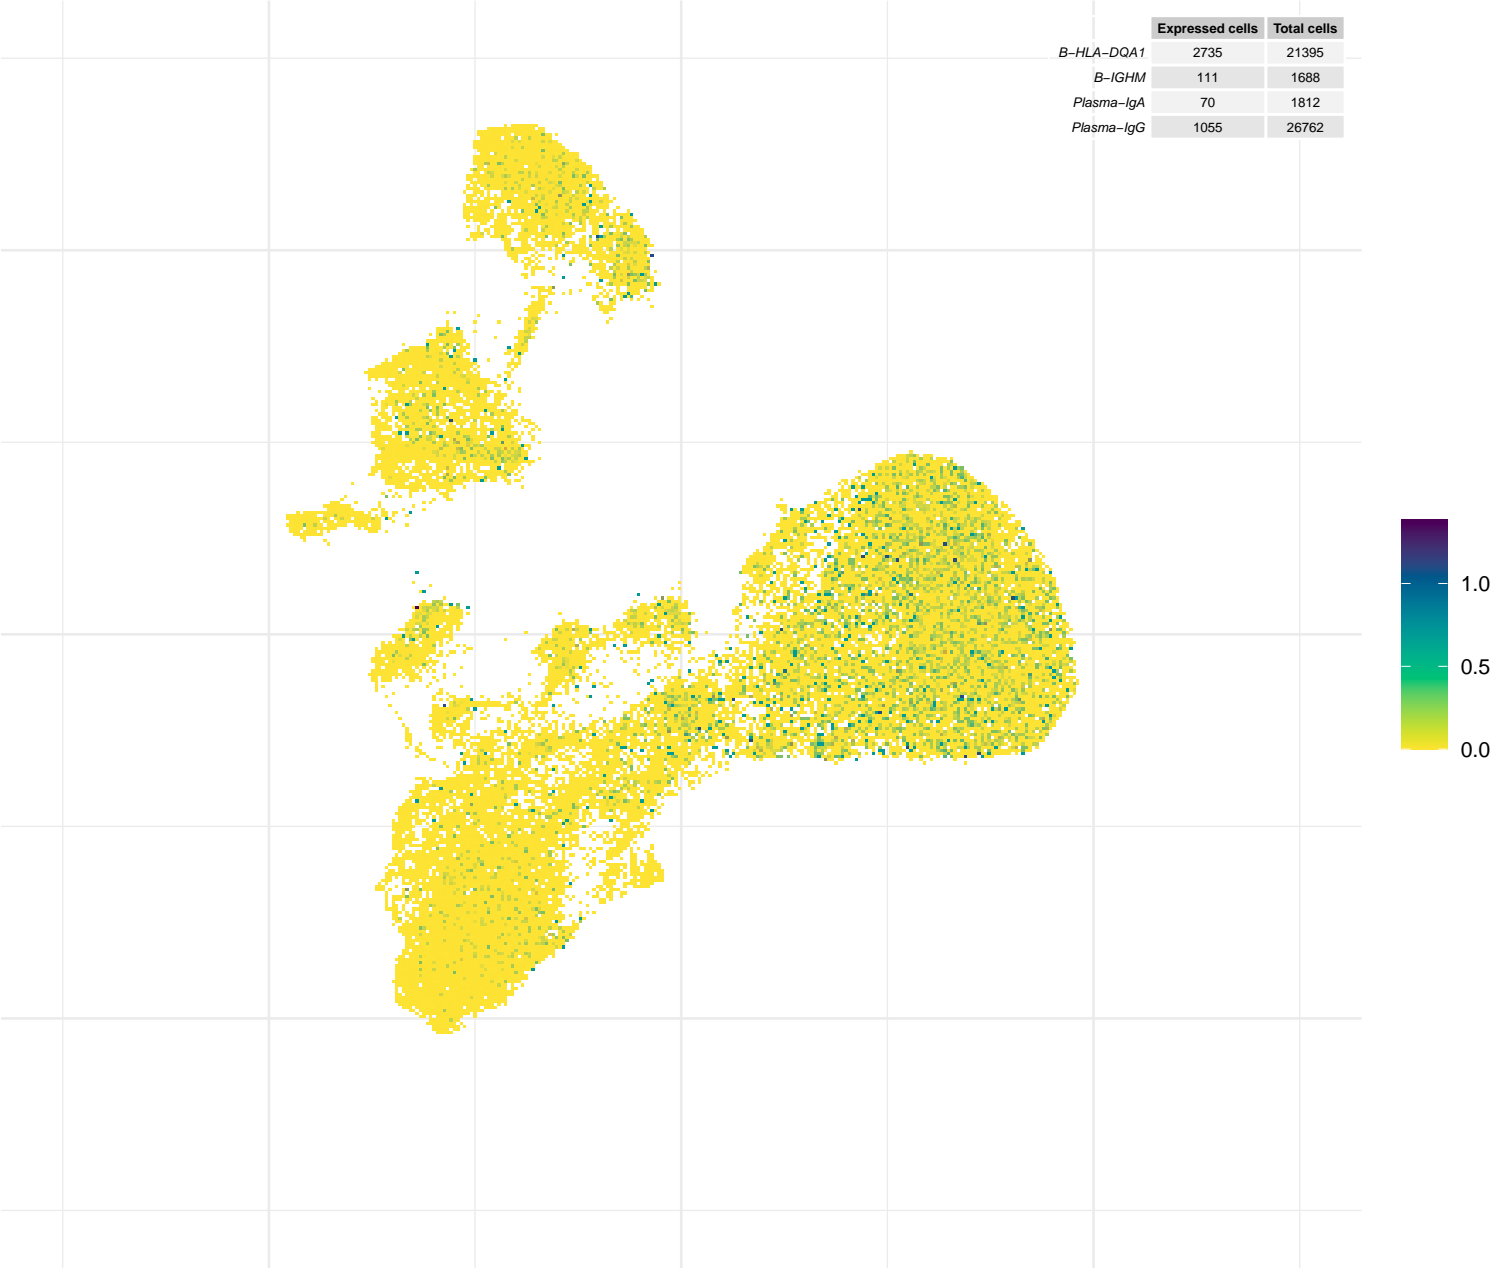 Expressed cells Total cells
B−HLA−DQA1 2735 21395
B−IGHM 111 1688
Plasma−IgA 70 1812
Plasma−IgG 1055 26762
1.0
0.5
0.0